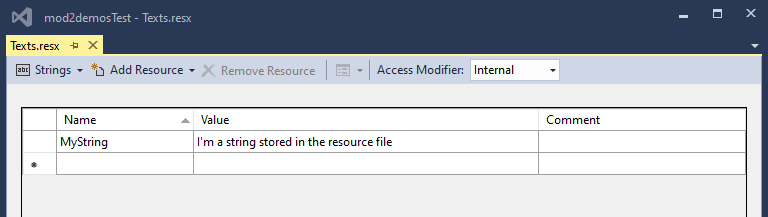 mod2demosTest - Texts.resx
Texts.resx
Strings Add Resource Remove Resource Access Modifier: Internal
Name Value Comment
MyString I'm a string stored in the resource file